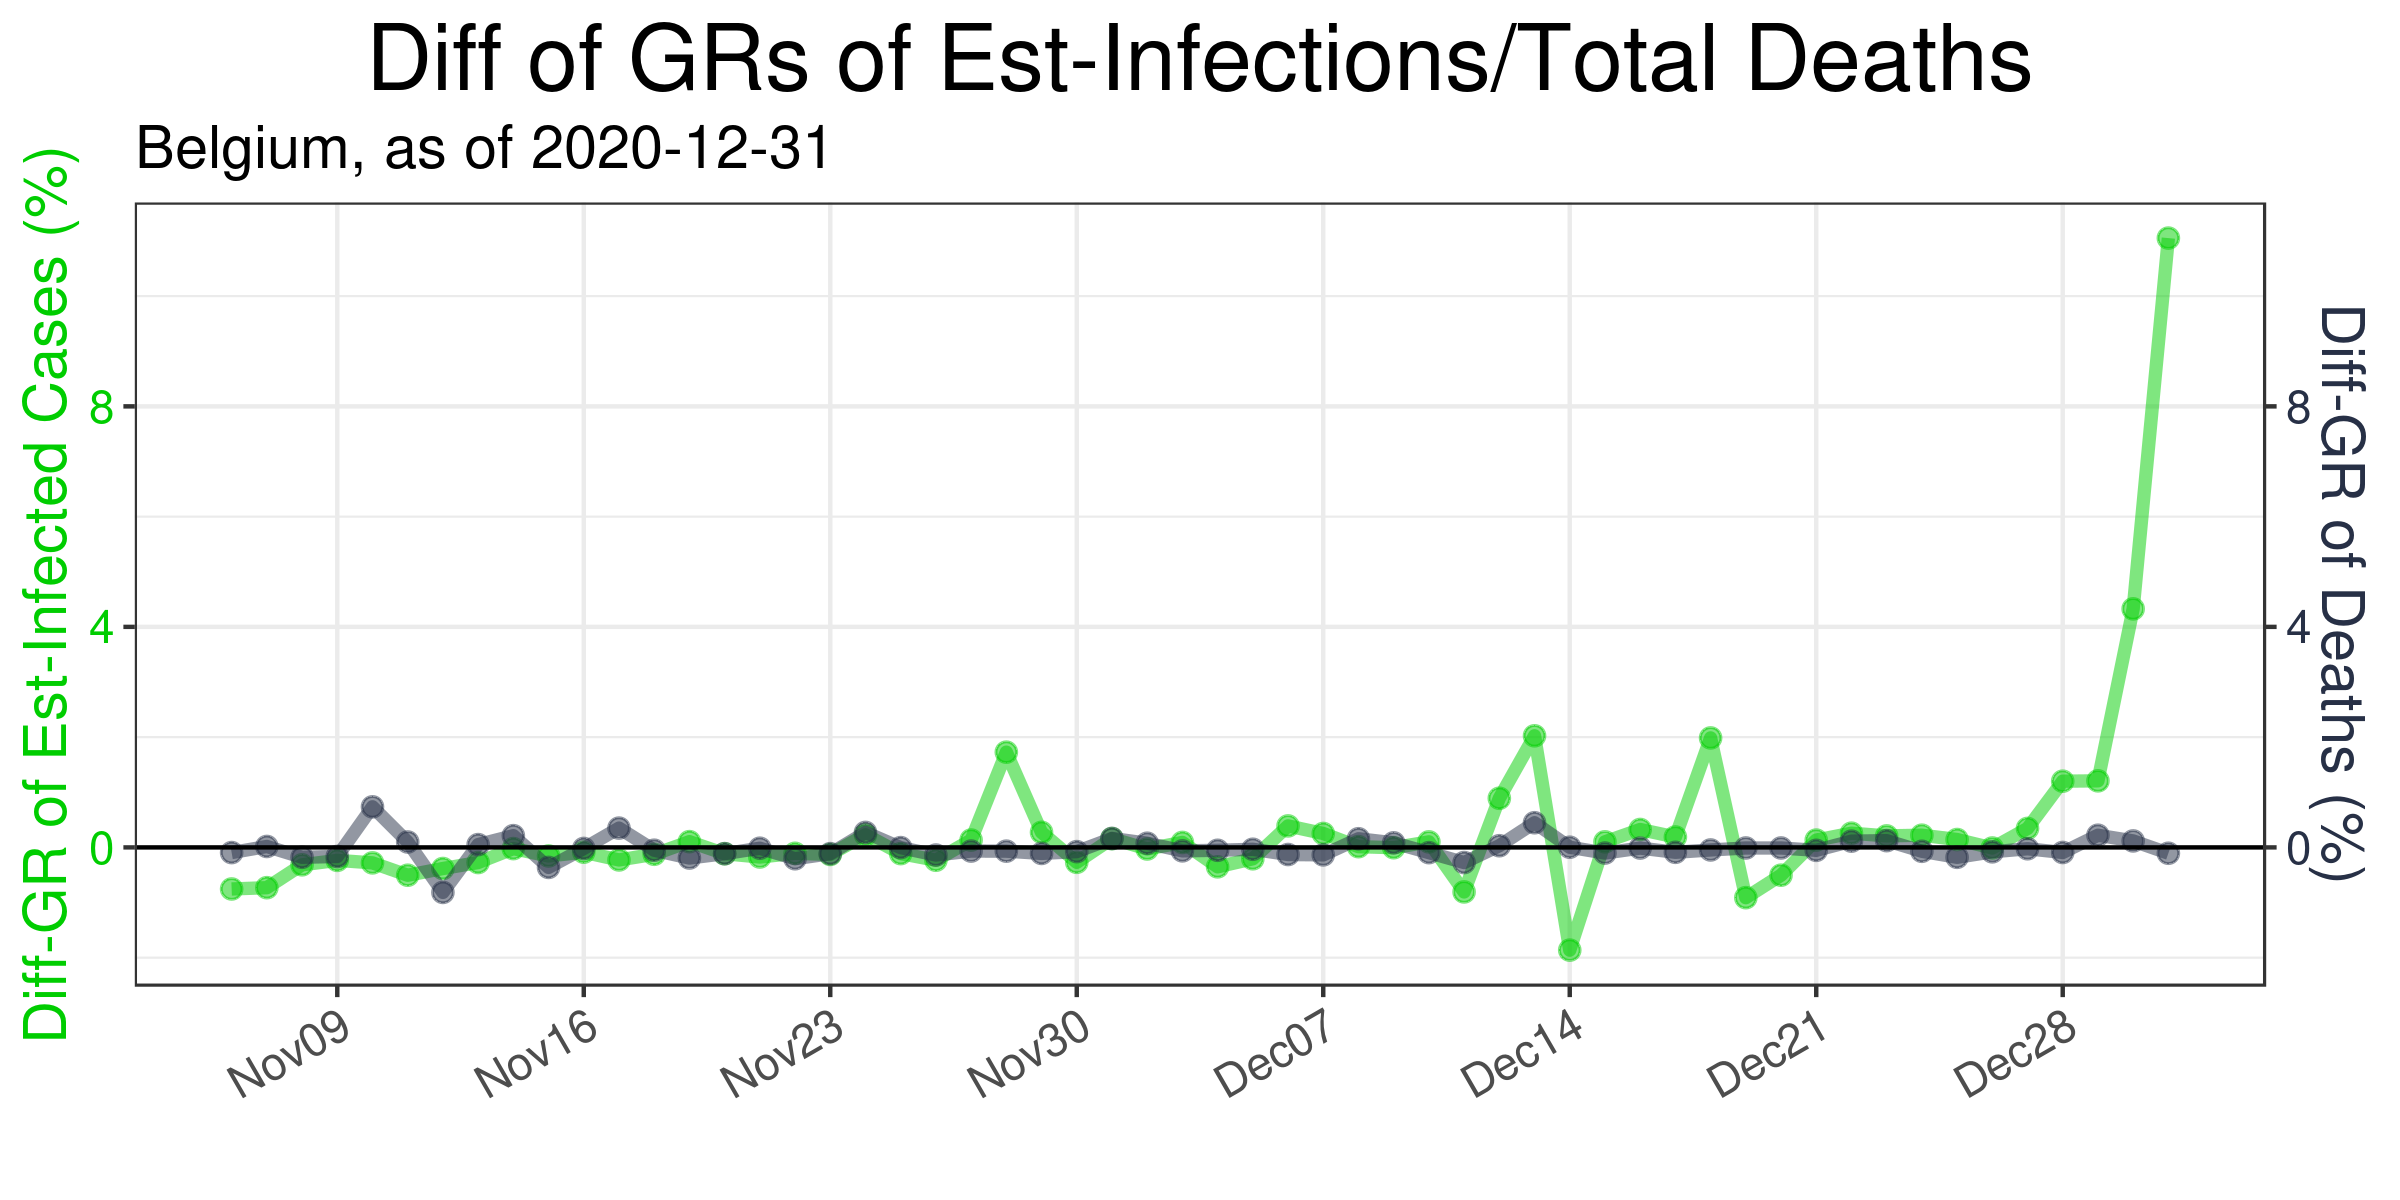 Diff of GRs of Est-Infections/Total Deaths
Belgium, as of 2020-12-31
Diff-GR of Est-Infected Cases (%)
8
4
0
8
4
0
Diff-GR of Deaths (%)
Nov09
Nov16
Nov23
Nov30
Dec07
Dec14
Dec21
Dec28